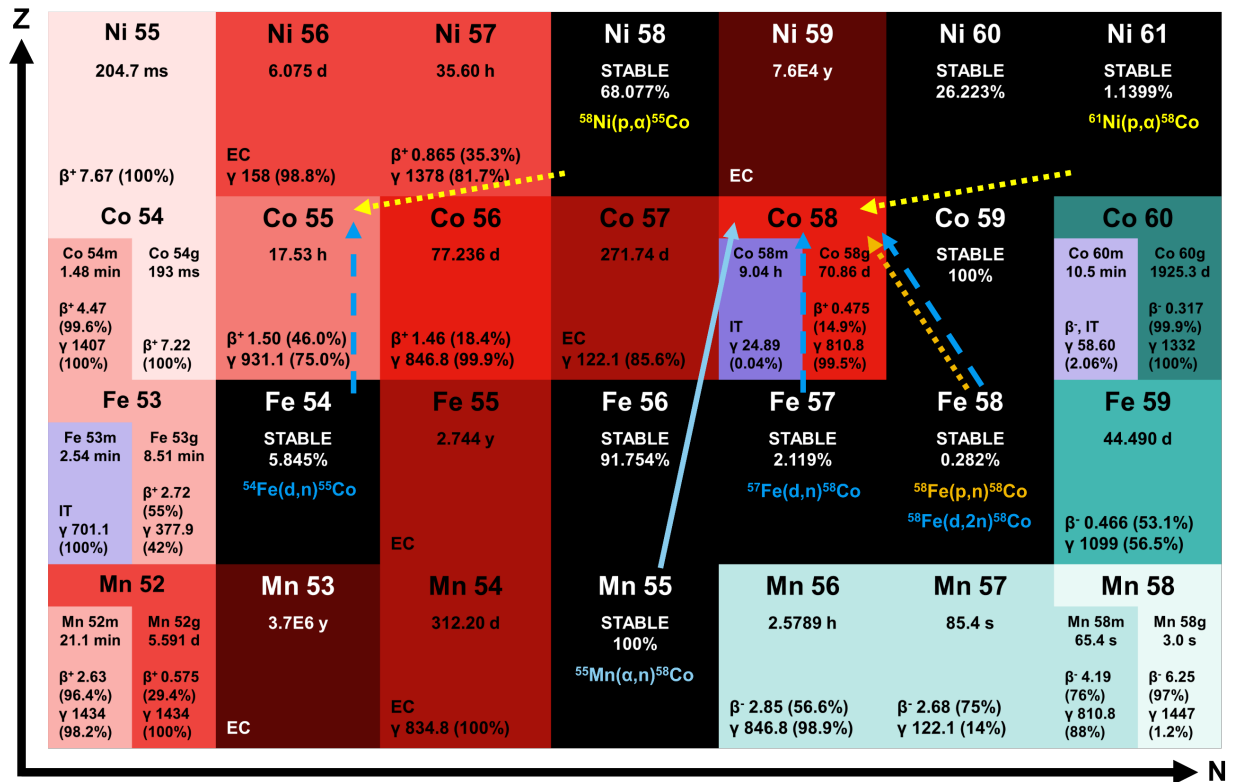 Z
Ni 55
204.7 ms
β⁺ 7.67 (100%)
Ni 56
6.075 d
EC
γ 158 (98.8%)
Ni 57
35.60 h
β⁺ 0.865 (35.3%)
γ 1378 (81.7%)
Ni 58
STABLE
68.077%
⁵⁸Ni(p,α)⁵⁵Co
Ni 59
7.6E4 y
EC
Ni 60
STABLE
26.223%
Ni 61
STABLE
1.1399%
⁶¹Ni(p,α)⁵⁸Co
Co 54
Co 54m
1.48 min
β⁺ 4.47
(99.6%)
γ 1407
(100%)
Co 54g
193 ms
β⁺ 7.22
(100%)
Co 55
17.53 h
β⁺ 1.50 (46.0%)
γ 931.1 (75.0%)
Co 56
77.236 d
β⁺ 1.46 (18.4%)
γ 846.8 (99.9%)
Co 57
271.74 d
EC
γ 122.1 (85.6%)
Co 58
Co 58m
9.04 h
IT
γ 24.89
(0.04%)
Co 58g
70.86 d
β⁺ 0.475
(14.9%)
γ 810.8
(99.5%)
Co 59
STABLE
100%
Co 60
Co 60m
10.5 min
β⁻, IT
γ 58.60
(2.06%)
Co 60g
1925.3 d
β⁻ 0.317
(99.9%)
γ 1332
(100%)
Fe 53
Fe 53m
2.54 min
IT
γ 701.1
(100%)
Fe 53g
8.51 min
β⁺ 2.72
(55%)
γ 377.9
(42%)
Fe 54
STABLE
5.845%
⁵⁴Fe(d,n)⁵⁵Co
Fe 55
2.744 y
EC
Fe 56
STABLE
91.754%
Fe 57
STABLE
2.119%
⁵⁷Fe(d,n)⁵⁸Co
Fe 58
STABLE
0.282%
⁵⁸Fe(p,n)⁵⁸Co
⁵⁸Fe(d,2n)⁵⁸Co
Fe 59
44.490 d
β⁻ 0.466 (53.1%)
γ 1099 (56.5%)
Mn 52
Mn 52m
21.1 min
β⁺ 2.63
(96.4%)
γ 1434
(98.2%)
Mn 52g
5.591 d
β⁺ 0.575
(29.4%)
γ 1434
(100%)
Mn 53
3.7E6 y
EC
Mn 54
312.20 d
EC
γ 834.8 (100%)
Mn 55
STABLE
100%
⁵⁵Mn(α,n)⁵⁸Co
Mn 56
2.5789 h
β⁻ 2.85 (56.6%)
γ 846.8 (98.9%)
Mn 57
85.4 s
β⁻ 2.68 (75%)
γ 122.1 (14%)
Mn 58
Mn 58m
65.4 s
β⁻ 4.19
(76%)
γ 810.8
(88%)
Mn 58g
3.0 s
β⁻ 6.25
(97%)
γ 1447
(1.2%)
N